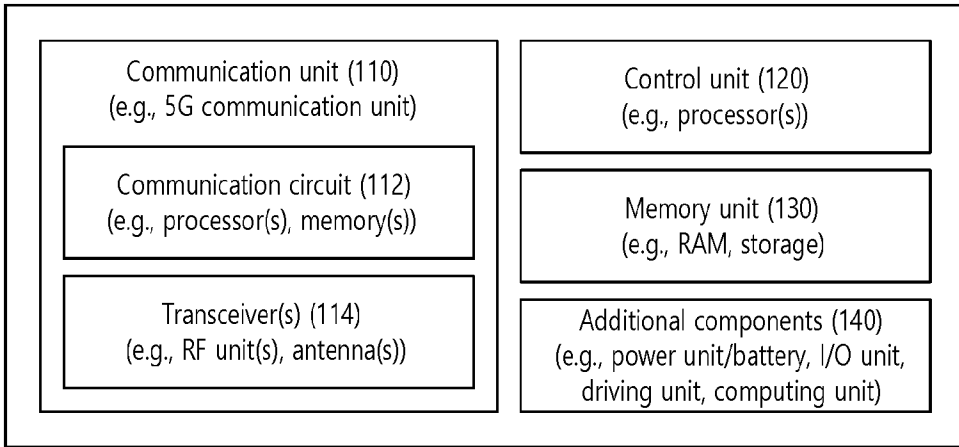 Communication unit (110)
(e.g., 5G communication unit)
Communication circuit (112)
(e.g., processor(s), memory(s))
Transceiver(s) (114)
(e.g., RF unit(s), antenna(s))
Control unit (120)
(e.g., processor(s))
Memory unit (130)
(e.g., RAM, storage)
Additional components (140)
(e.g., power unit/battery, I/O unit,
driving unit, computing unit)